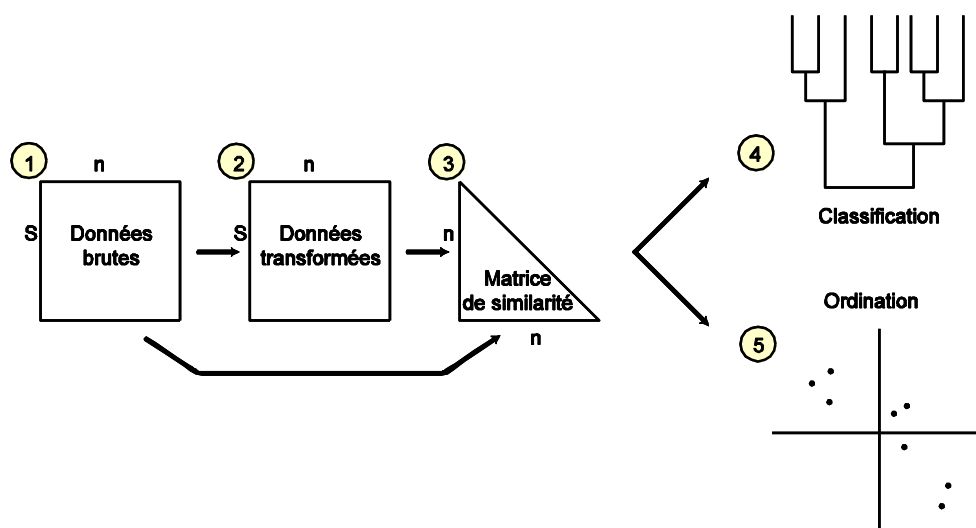 1
n
S
Données
brutes
2
n
S
Données
transformées
3
n
Matrice
de similarité
n
4
Classification
Ordination
5